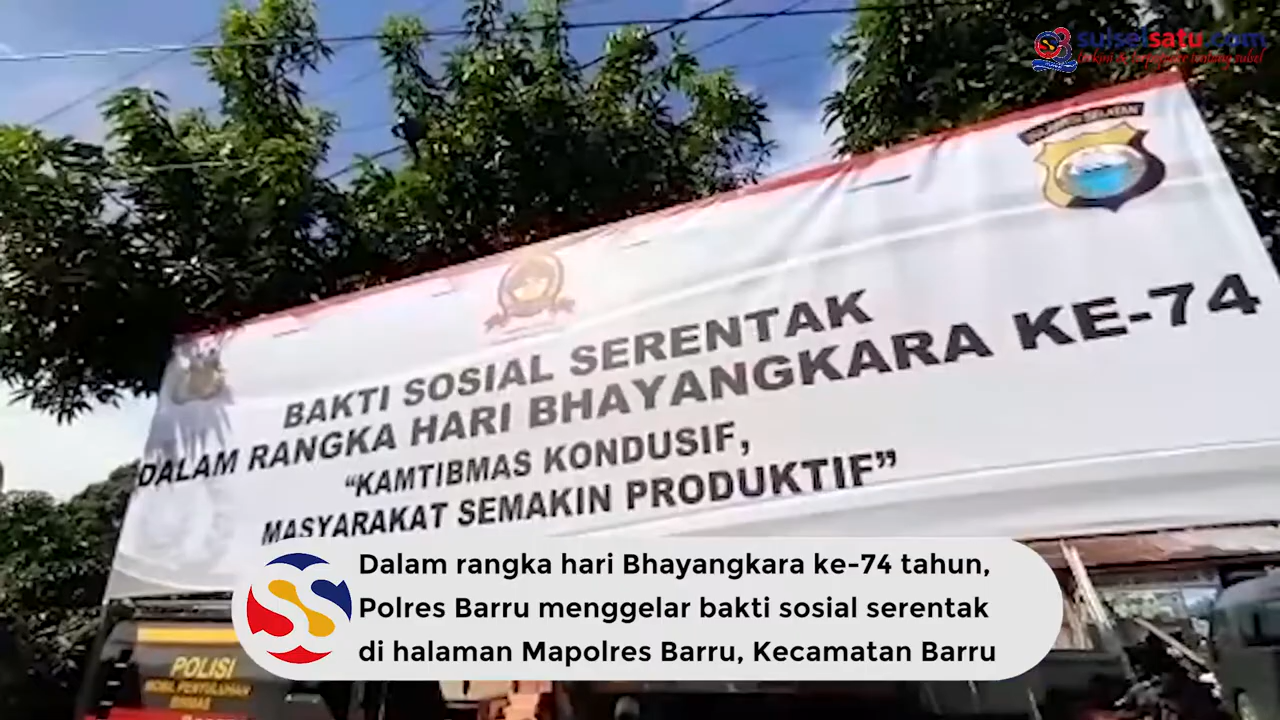 sulselsatu.com
BAKTI SOSIAL SERENTAK
DALAM RANGKA HARI BHAYANGKARA KE-74
“KAMTIBMAS KONDUSIF,
MASYARAKAT SEMAKIN PRODUKTIF”
Dalam rangka hari Bhayangkara ke-74 tahun,
Polres Barru menggelar bakti sosial serentak
di halaman Mapolres Barru, Kecamatan Barru
POLISI